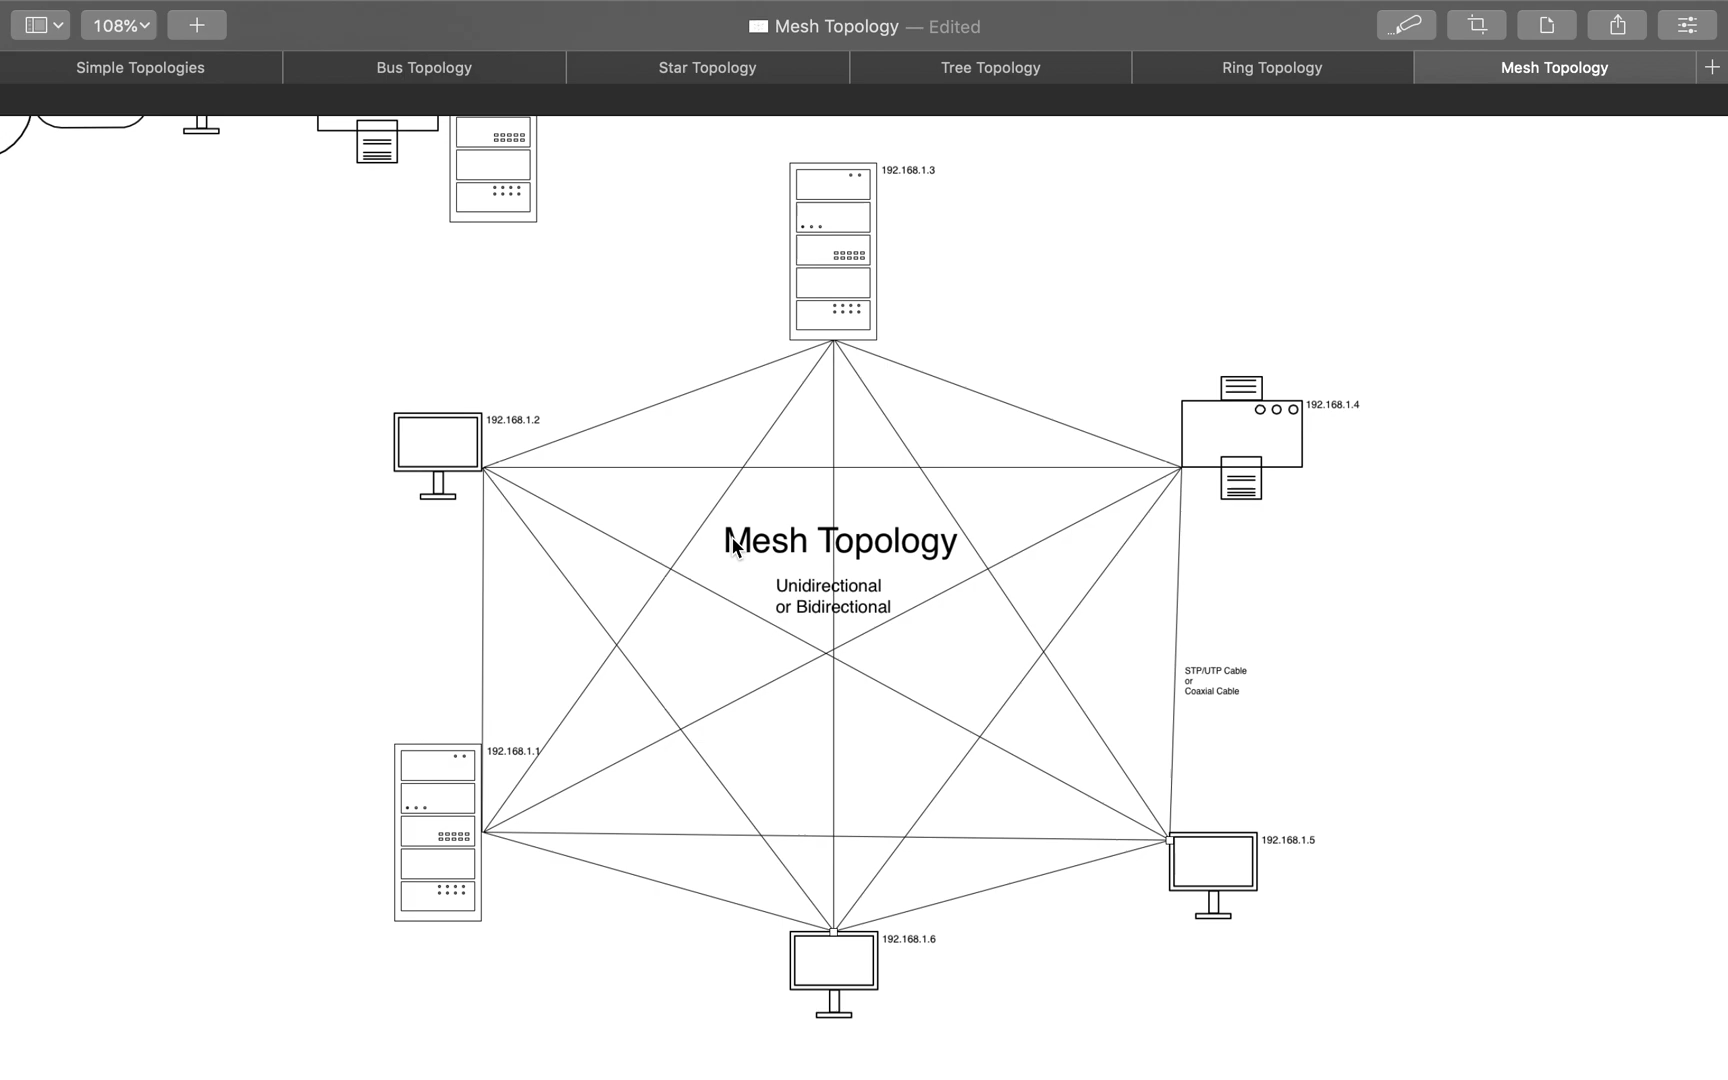 108%
Mesh Topology — Edited
Simple Topologies
Bus Topology
Star Topology
Tree Topology
Ring Topology
Mesh Topology
192.168.1.3
192.168.1.4
192.168.1.2
Mesh Topology
Unidirectional
or Bidirectional
STP/UTP Cable
or
Coaxial Cable
192.168.1.1
192.168.1.5
192.168.1.6